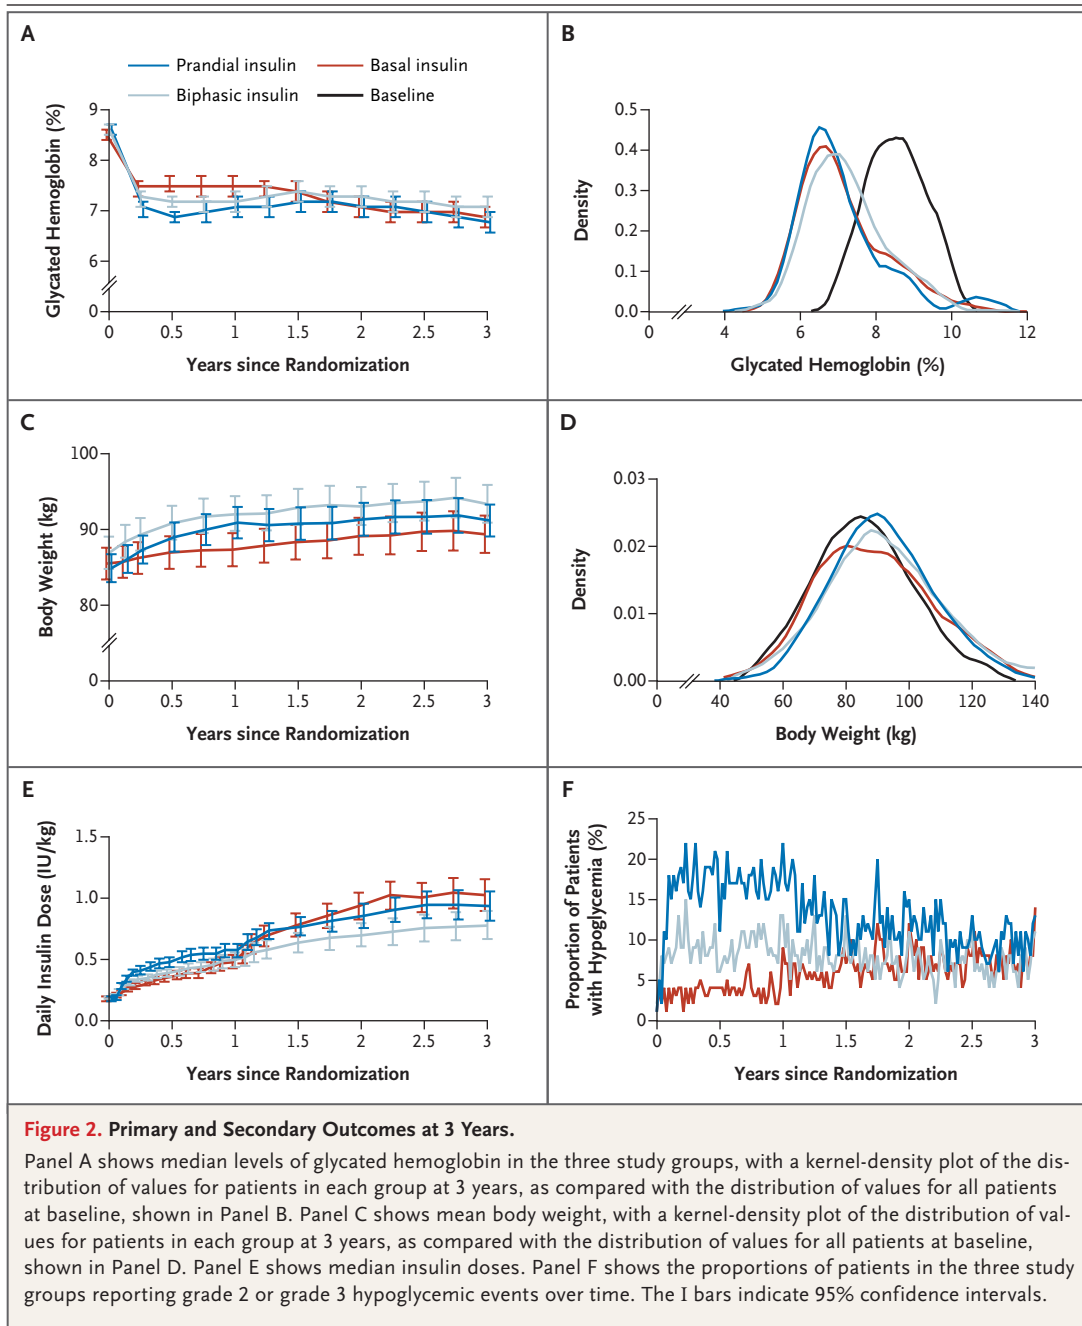 A
Prandial insulin
Basal insulin
Biphasic insulin
Baseline
Glycated Hemoglobin (%)
9
8
7
6
0
0 0.5 1 1.5 2 2.5 3
Years since Randomization
B
Density
0.5
0.4
0.3
0.2
0.1
0.0
0 4 6 8 10 12
Glycated Hemoglobin (%)
C
Body Weight (kg)
100
90
80
0
0 0.5 1 1.5 2 2.5 3
Years since Randomization
D
Density
0.03
0.02
0.01
0.00
0 40 60 80 100 120 140
Body Weight (kg)
E
Daily Insulin Dose (IU/kg)
1.5
1.0
0.5
0.0
0 0.5 1 1.5 2 2.5 3
Years since Randomization
F
Proportion of Patients
with Hypoglycemia (%)
25
20
15
10
5
0
0 0.5 1 1.5 2 2.5 3
Years since Randomization
Figure 2. Primary and Secondary Outcomes at 3 Years.
Panel A shows median levels of glycated hemoglobin in the three study groups, with a kernel-density plot of the dis-
tribution of values for patients in each group at 3 years, as compared with the distribution of values for all patients
at baseline, shown in Panel B. Panel C shows mean body weight, with a kernel-density plot of the distribution of val-
ues for patients in each group at 3 years, as compared with the distribution of values for all patients at baseline,
shown in Panel D. Panel E shows median insulin doses. Panel F shows the proportions of patients in the three study
groups reporting grade 2 or grade 3 hypoglycemic events over time. The I bars indicate 95% confidence intervals.